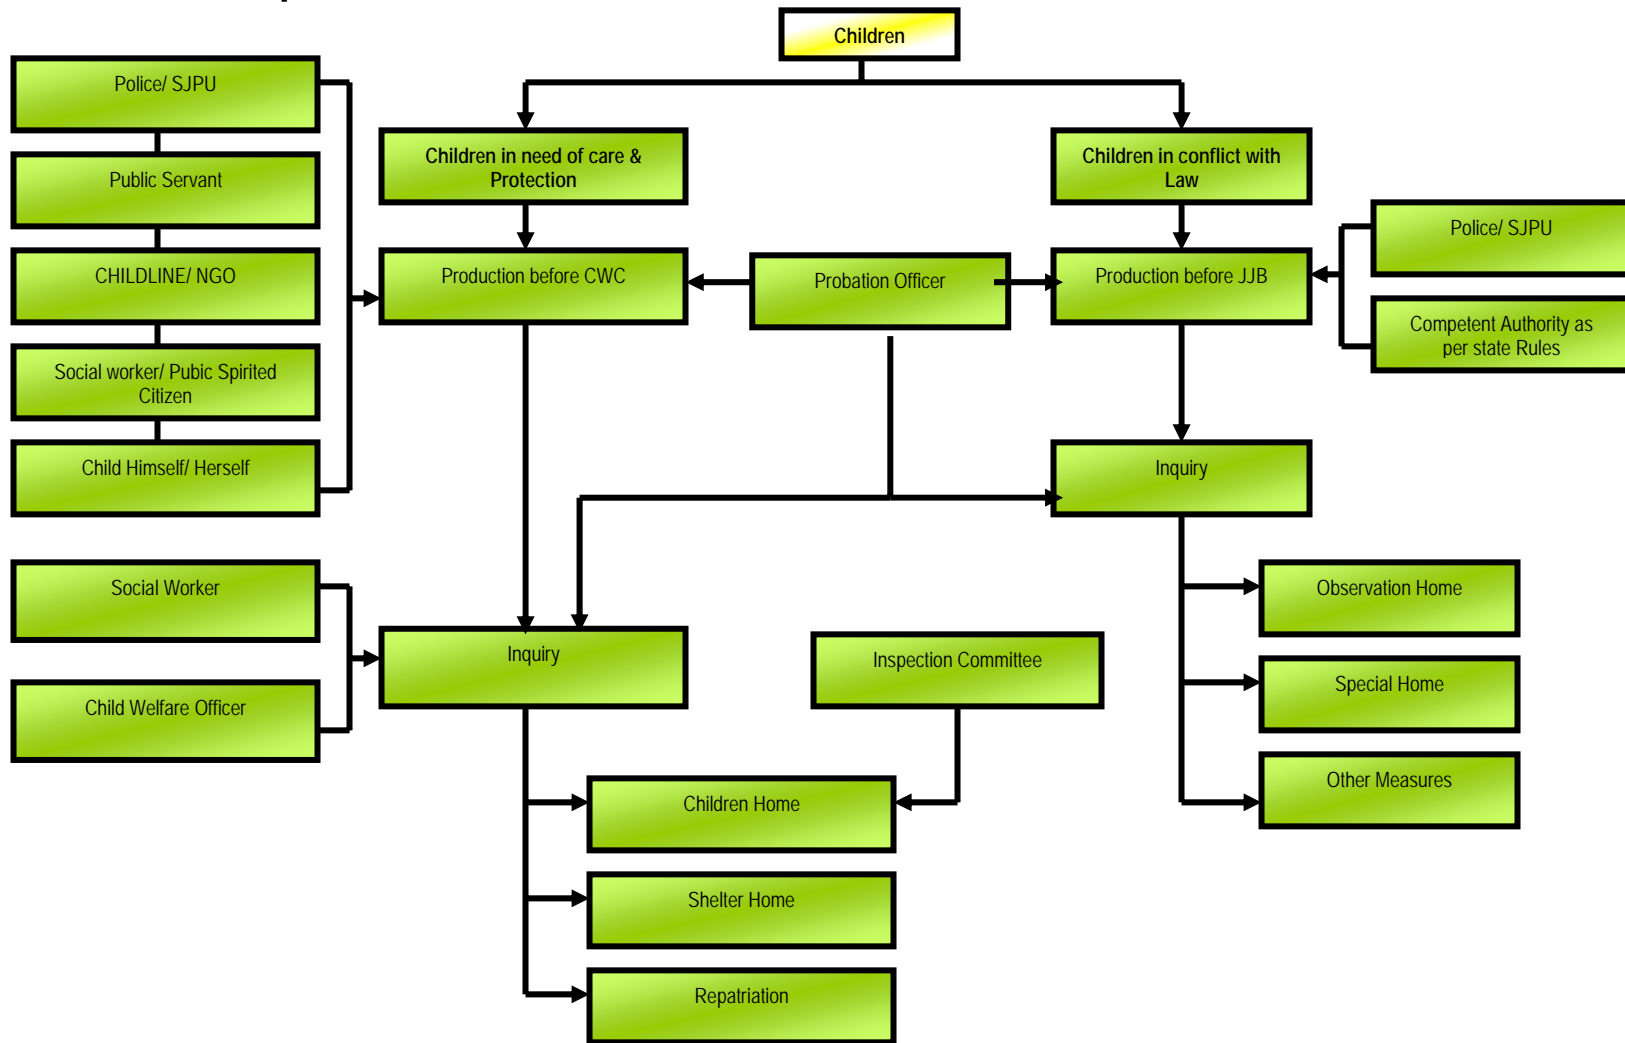 Children
Police/ SJPU
Children in need of care &
Protection
Children in conflict with
Law
Public Servant
Police/ SJPU
CHILDLINE/ NGO
Production before CWC
Probation Officer
Production before JJB
Competent Authority as
per state Rules
Social worker/ Pubic Spirited
Citizen
Child Himself/ Herself
Inquiry
Social Worker
Observation Home
Inquiry
Inspection Committee
Special Home
Child Welfare Officer
Other Measures
Children Home
Shelter Home
Repatriation